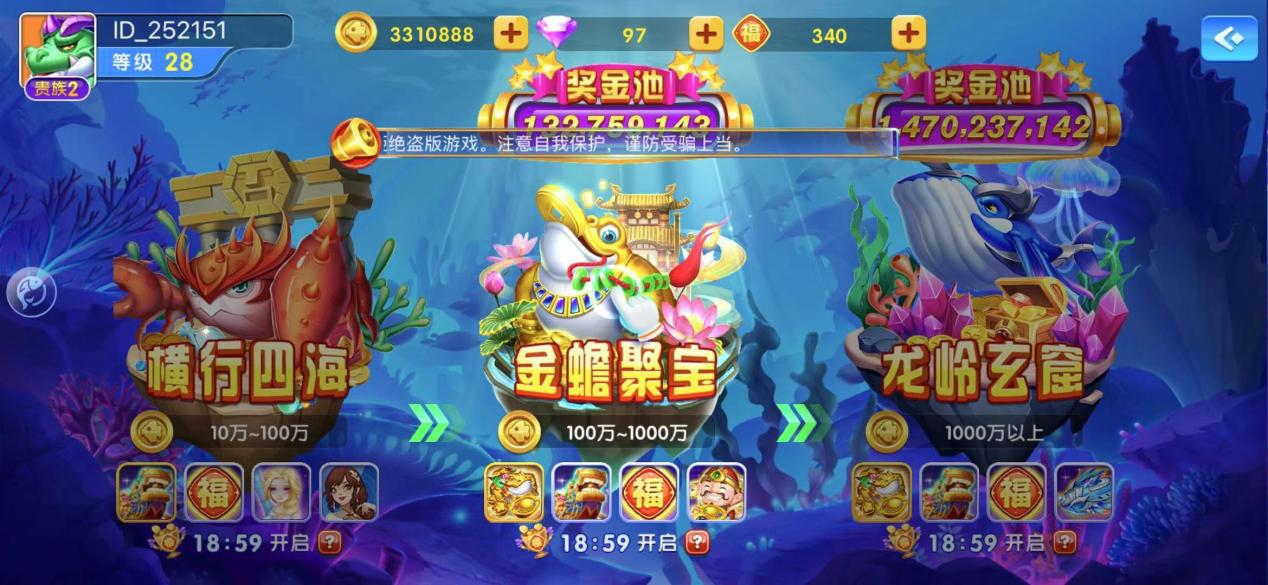 ID_252151
等级 28
贵族2
3310888
97
福
340
奖金池
132,759,143
奖金池
1,470,237,142
拒绝盗版游戏。注意自我保护，谨防受骗上当。
横行四海
金蟾聚宝
龙岭玄窟
10万~100万
100万~1000万
1000万以上
福
福
福
18:59 开启 ?
18:59 开启 ?
18:59 开启 ?